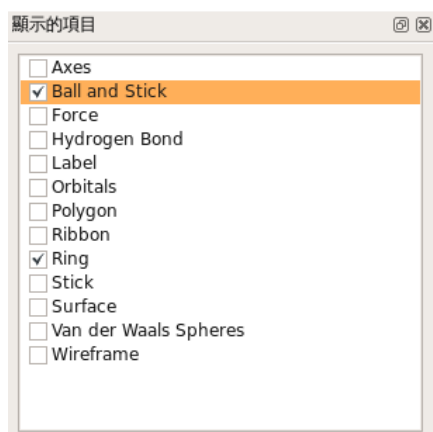 顯示的項目
Axes
Ball and Stick
Force
Hydrogen Bond
Label
Orbitals
Polygon
Ribbon
Ring
Stick
Surface
Van der Waals Spheres
Wireframe